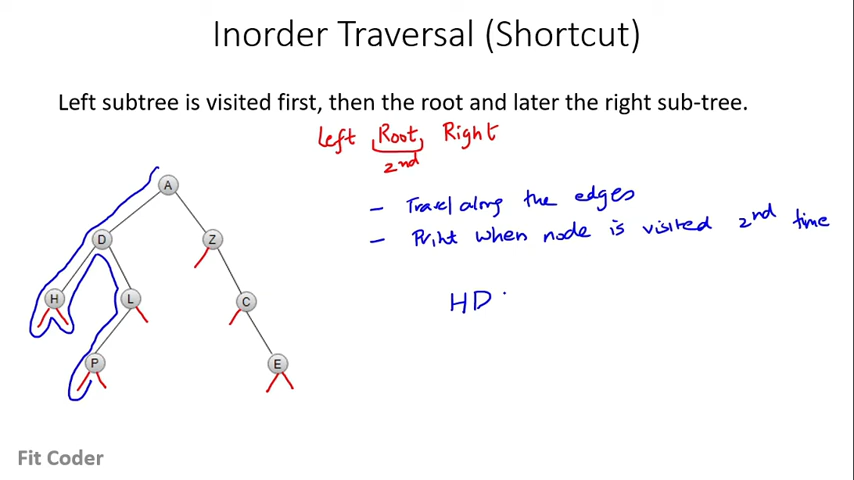 Inorder Traversal (Shortcut)
Left subtree is visited first, then the root and later the right sub-tree.
Left Root Right
2nd
- Travel along the edges
- Print when node is visited 2nd time
A
D
Z
H
L
C
P
E
HD
Fit Coder